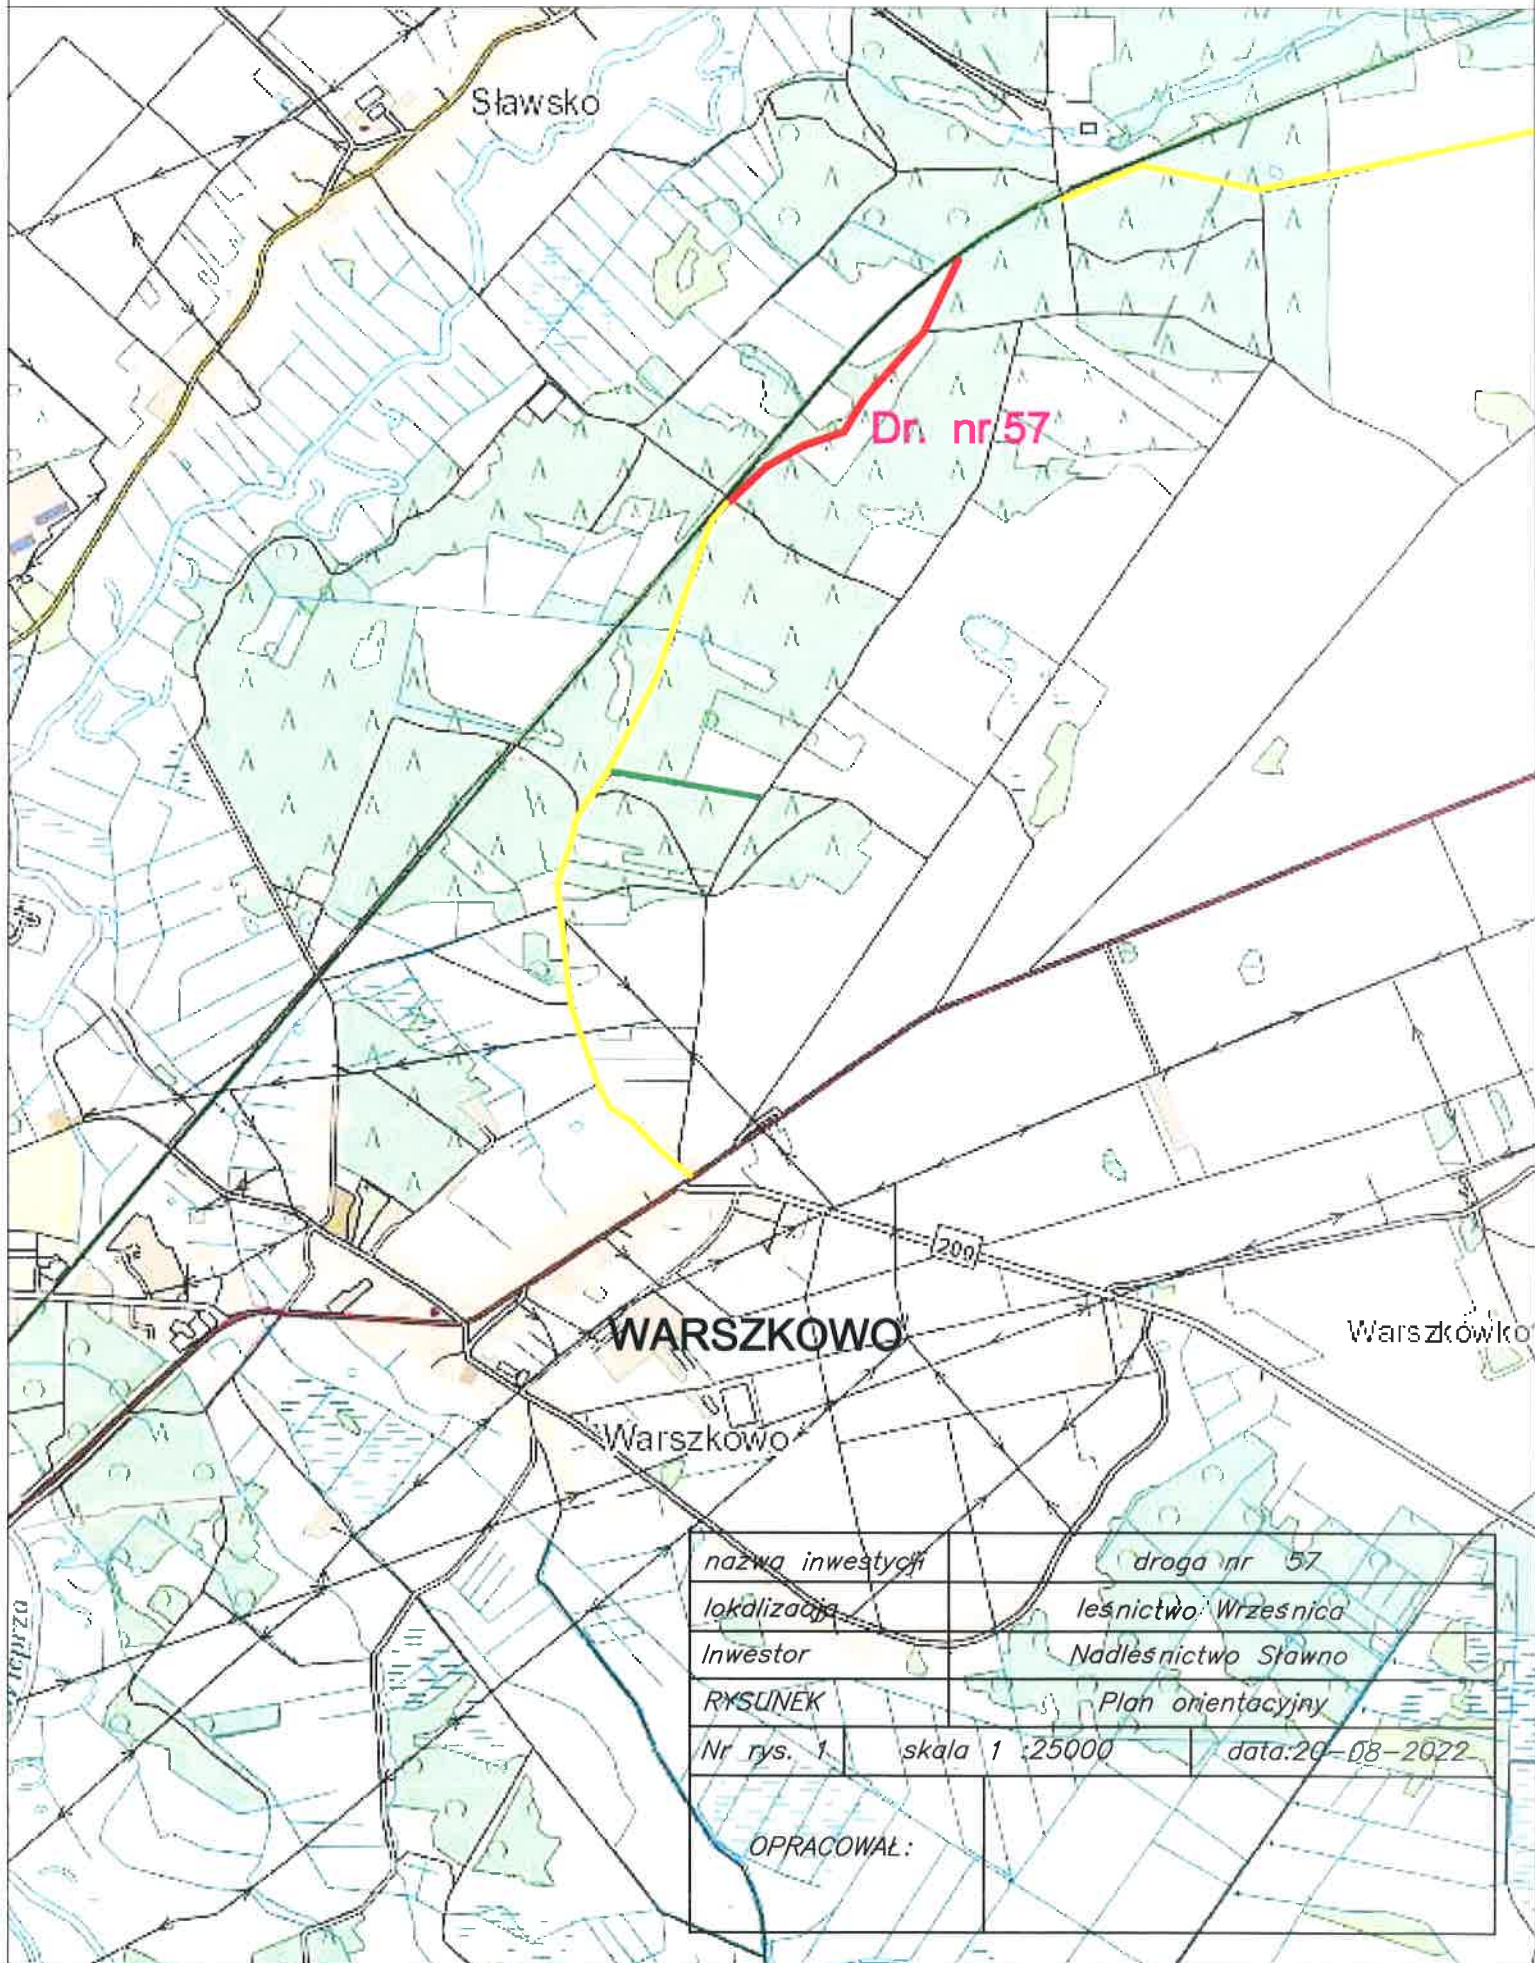 Sławsko
Dr. nr 57
200
WARSZKOWO
Warszkówko
Warszkowo
nazwa inwestycji droga nr 57
lokalizacja leśnictwo Wrześnica
Inwestor Nadleśnictwo Sławno
RYSUNEK Plan orientacyjny
Nr rys. 1 skala 1 :25000 data:20-08-2022
OPRACOWAŁ: